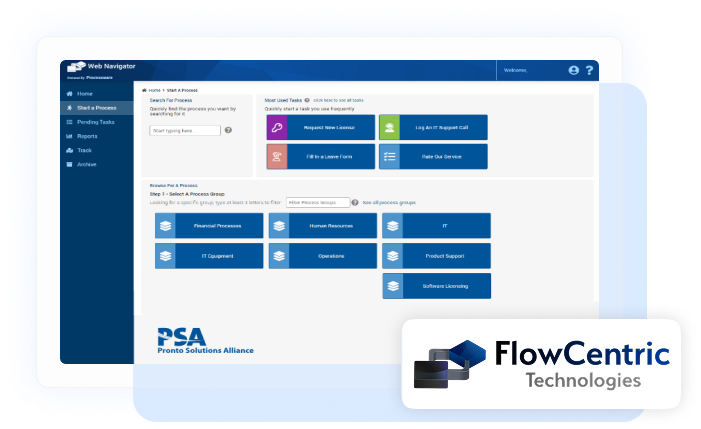 Web Navigator
Powered By Processware
Welcome,
?
Home
Start a Process
Pending Tasks
Reports
Track
Archive
Home > Start A Process
Search For Process
Quickly find the process you want by
searching for it
Start typing here
?
Most Used Tasks ? Click here to see all tasks
Quickly start a task you use frequently
Request New License
Log An IT Support Call
Fill In a Leave Form
Rate Our Service
Browse For A Process
Step 1 - Select A Process Group
Looking for a specific group, type at least 3 letters to filter Filter Process Groups ? See all process groups
Financial Processes
Human Resources
IT
IT Equipment
Operations
Product Support
Software Licensing
PSA
Pronto Solutions Alliance
FlowCentric
Technologies